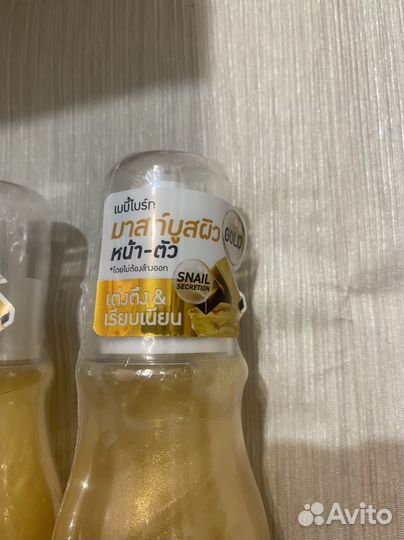 เบบี้ไบร์ท
มาส์กบูสผิว
หน้า-ตัว
*โดยไม่ต้องล้างออก
GOLD
SNAIL
SECRETION
เต่งตึง &
เรียบเนียน
Avito